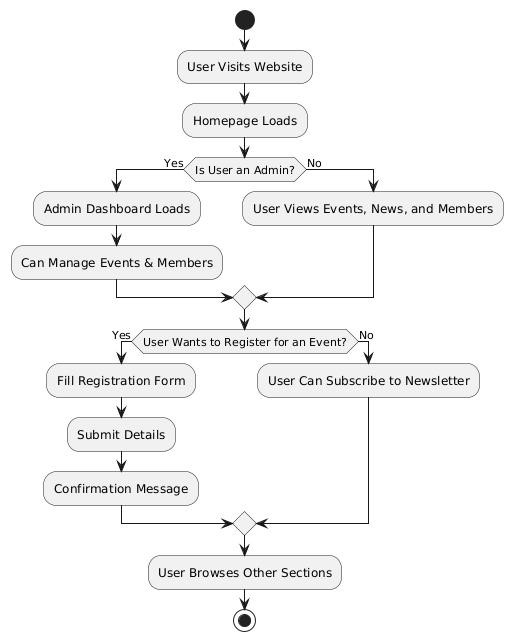 User Visits Website
Homepage Loads
Yes
Is User an Admin?
No
Admin Dashboard Loads
User Views Events, News, and Members
Can Manage Events & Members
Yes
User Wants to Register for an Event?
No
Fill Registration Form
User Can Subscribe to Newsletter
Submit Details
Confirmation Message
User Browses Other Sections